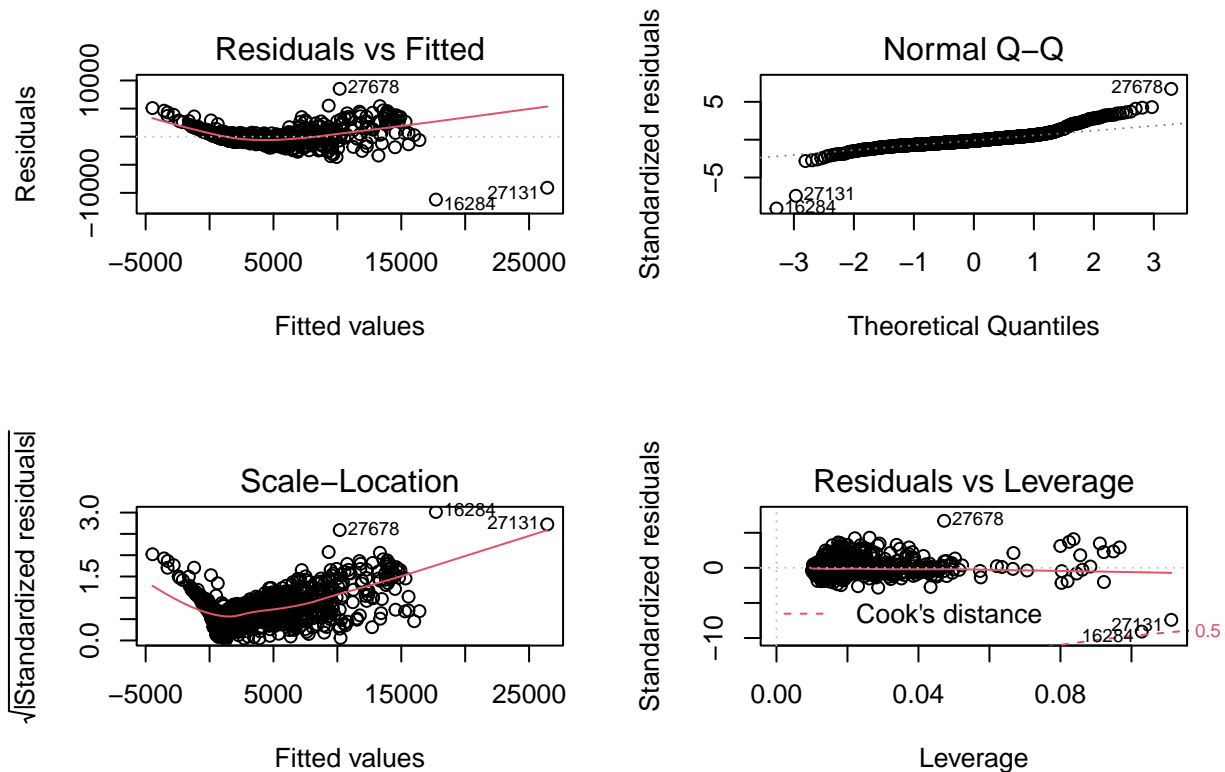 Residuals vs Fitted
Residuals
10000
−10000
27678
27131
16284
−5000 5000 15000 25000
Fitted values
Normal Q−Q
Standardized residuals
5
−5
27678
27131
16284
−3 −2 −1 0 1 2 3
Theoretical Quantiles
Scale−Location
√|Standardized residuals|
3.0
1.5
0.0
16284
27131
27678
−5000 5000 15000 25000
Fitted values
Residuals vs Leverage
Standardized residuals
0
−10
27678
Cook's distance
27131
16284
0.5
0.00 0.04 0.08
Leverage